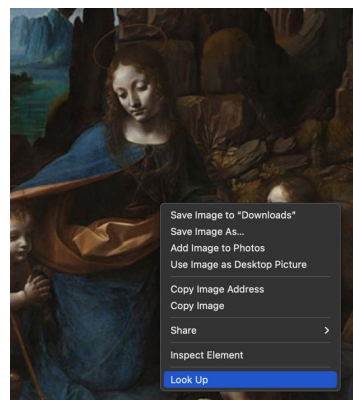 Save Image to “Downloads”
Save Image As...
Add Image to Photos
Use Image as Desktop Picture
Copy Image Address
Copy Image
Share
Inspect Element
Look Up